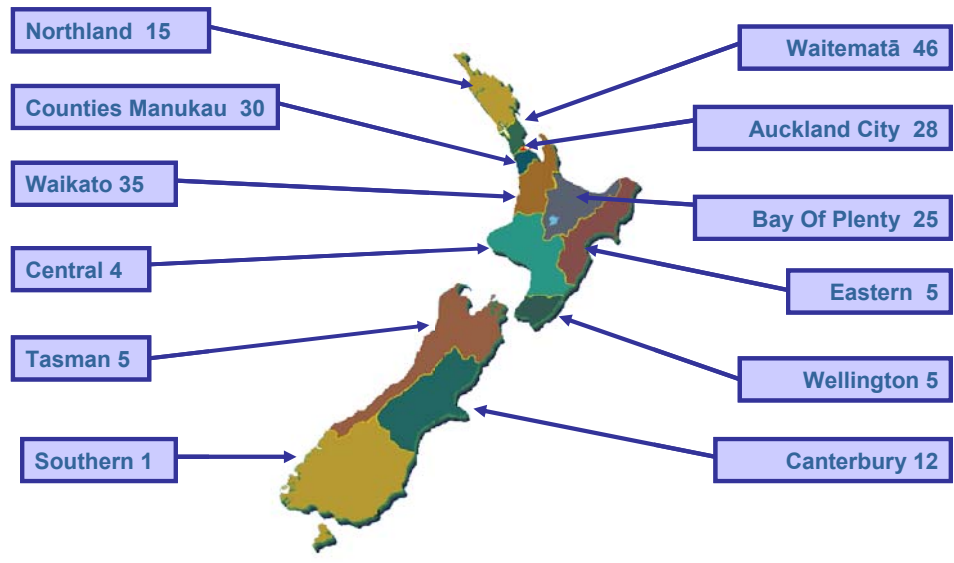 Northland 15
Waitematā 46
Counties Manukau 30
Auckland City 28
Waikato 35
Bay Of Plenty 25
Central 4
Eastern 5
Tasman 5
Wellington 5
Southern 1
Canterbury 12